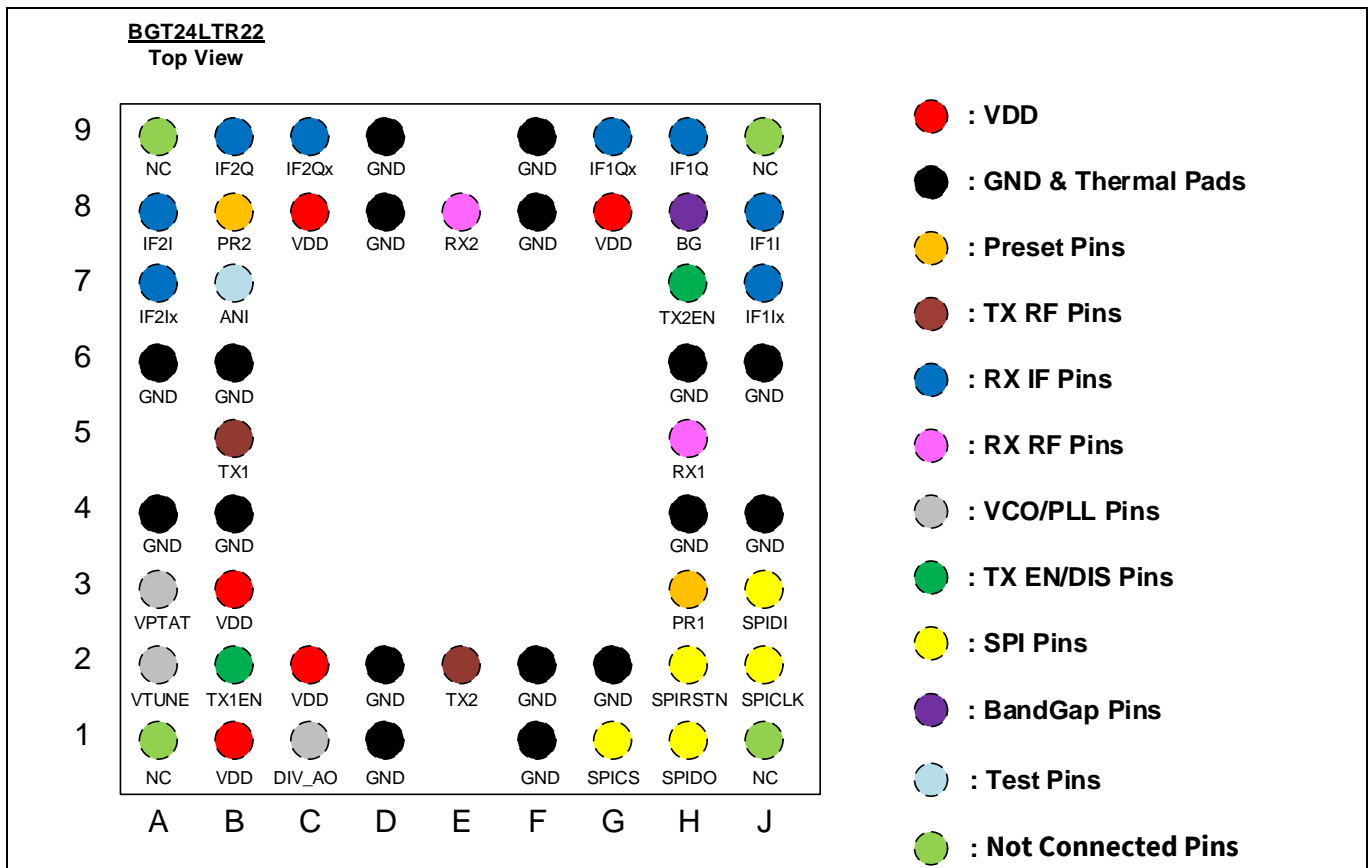 BGT24LTR22
Top View
9
NC IF2Q IF2Qx GND GND IF1Qx IF1Q NC
8
IF2I PR2 VDD GND RX2 GND VDD BG IF1I
7
IF2Ix ANI TX2EN IF1Ix
6
GND GND GND GND
5
TX1 RX1
4
GND GND GND GND
3
VPTAT VDD PR1 SPIDI
2
VTUNE TX1EN VDD GND TX2 GND GND SPIRSTN SPICLK
1
NC VDD DIV_AO GND GND SPICS SPIDO NC
A B C D E F G H J
: VDD
: GND & Thermal Pads
: Preset Pins
: TX RF Pins
: RX IF Pins
: RX RF Pins
: VCO/PLL Pins
: TX EN/DIS Pins
: SPI Pins
: BandGap Pins
: Test Pins
: Not Connected Pins